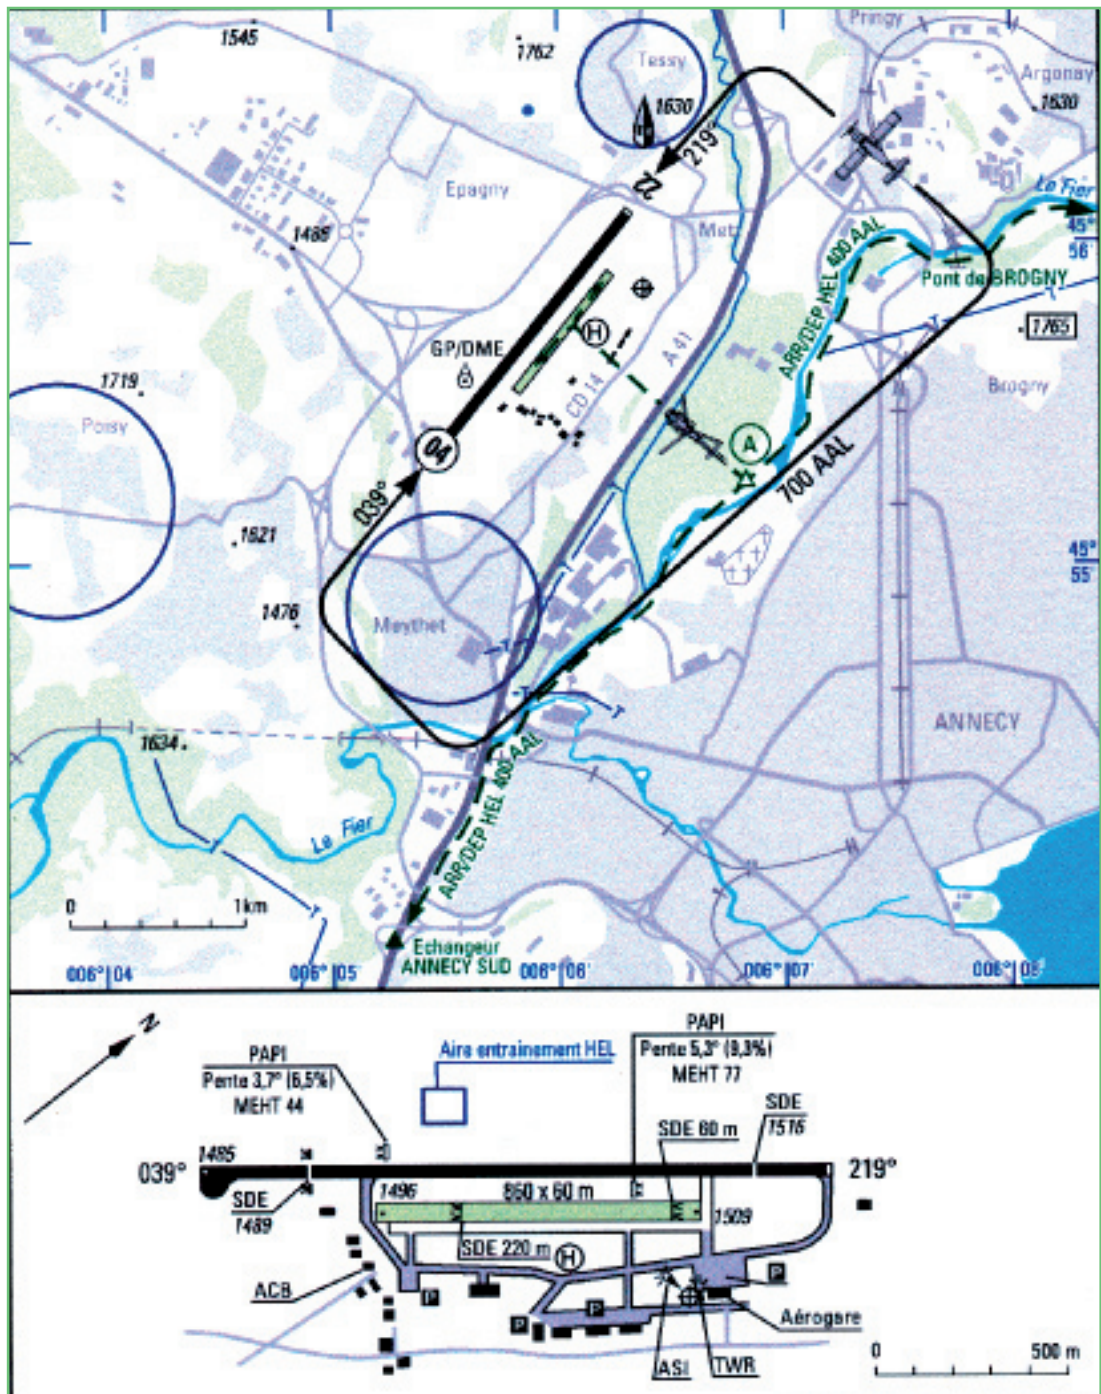 Pringy
1545
1762
Tessy
Argonay
1630
1630
219°
22
Epagny
Le Fier
1486
Metz
45°
56'
ARR/DEP HEL 400 AAL
Pont de BROGNY
H
1765
GP/DME
A 41
1719
CD 14
Brogny
Poisy
04
A
700 AAL
039°
1621
45°
55'
1476
Meythet
ANNECY
1634
ARR/DEP HEL 400 AAL
Le Fier
0
1km
Echangeur
ANNECY SUD
006° 04'
006° 05'
006° 06'
006° 07'
006° 08'
N
PAPI
Pente 3,7° (6,5%)
MEHT 44
Aire entrainement HEL
PAPI
Pente 5,3° (9,3%)
MEHT 77
SDE
1516
SDE 60 m
1485
039°
219°
SDE
1489
1496
860 x 60 m
1509
SDE 220 m
H
ACB
P
P
P
P
Aérogare
ASI
TWR
0
500 m